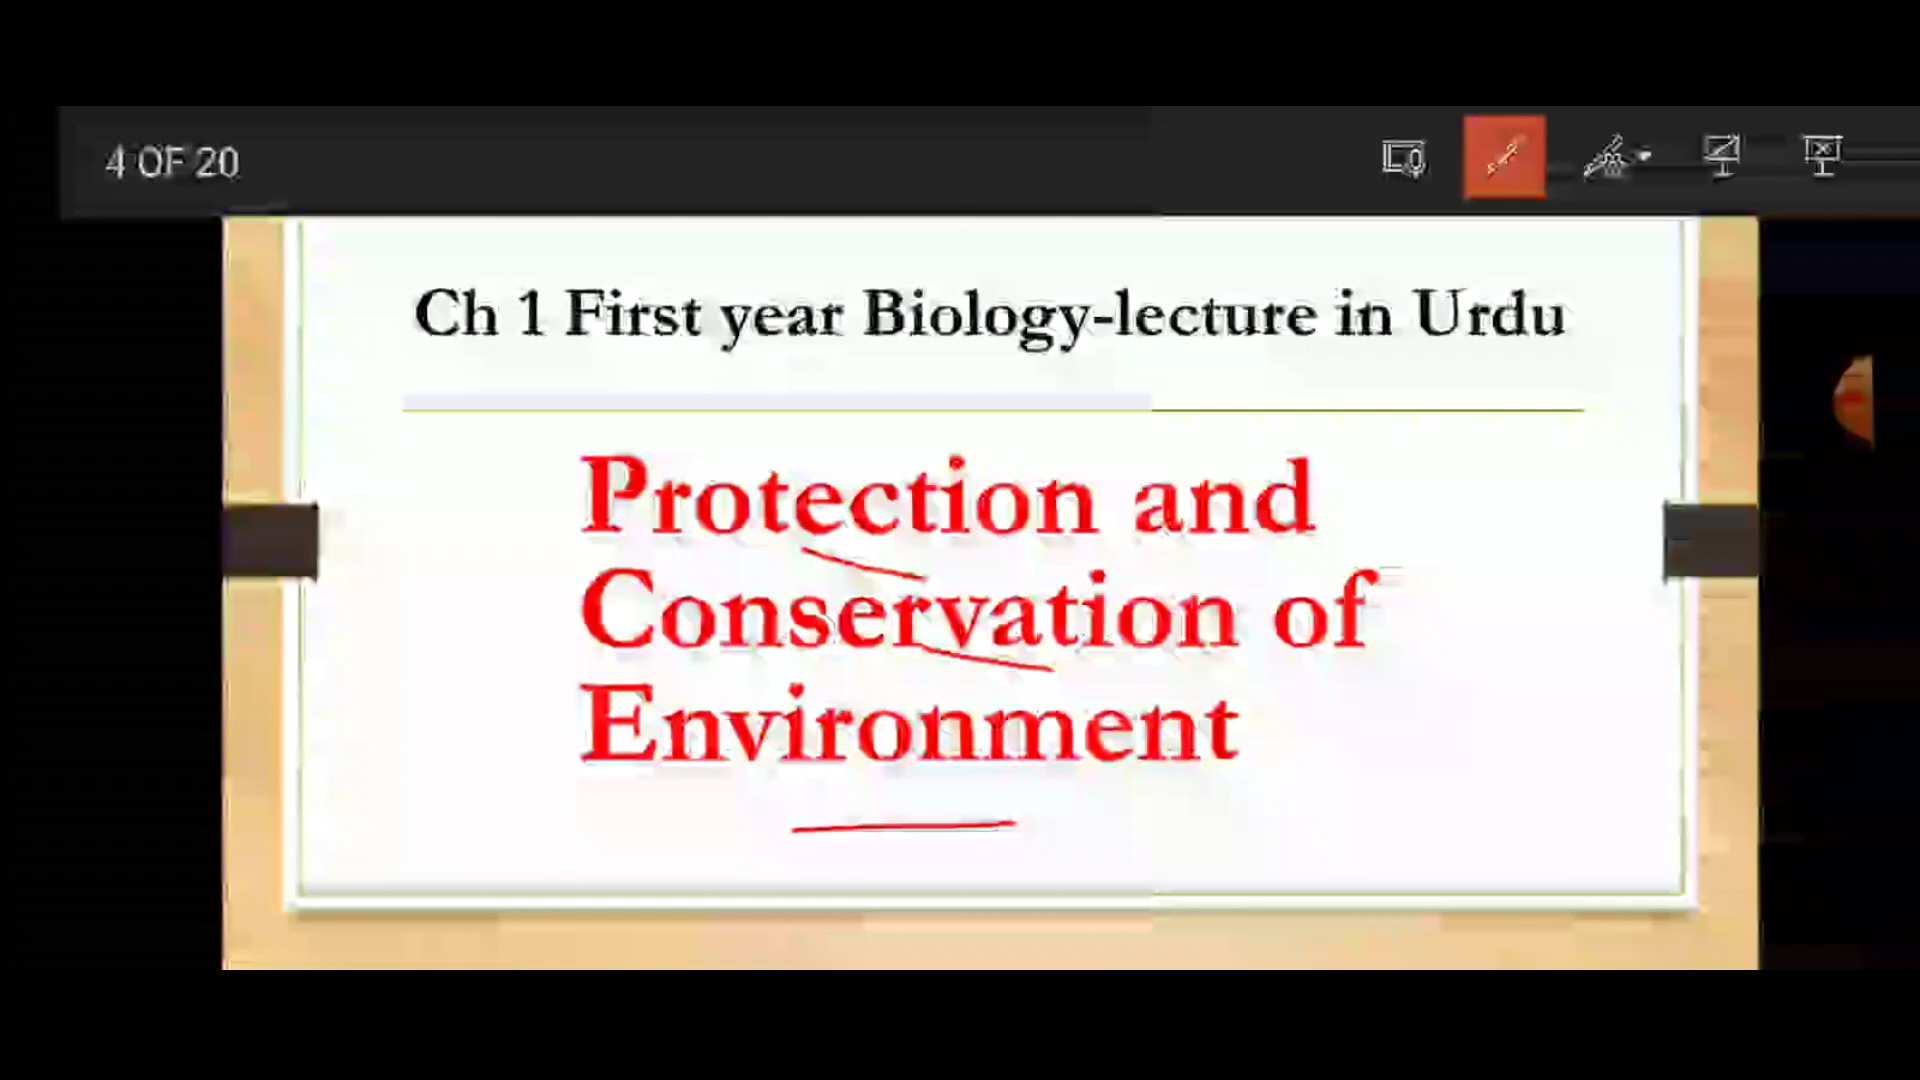 4 OF 20
Ch 1 First year Biology-lecture in Urdu
Protection and
Conservation of
Environment